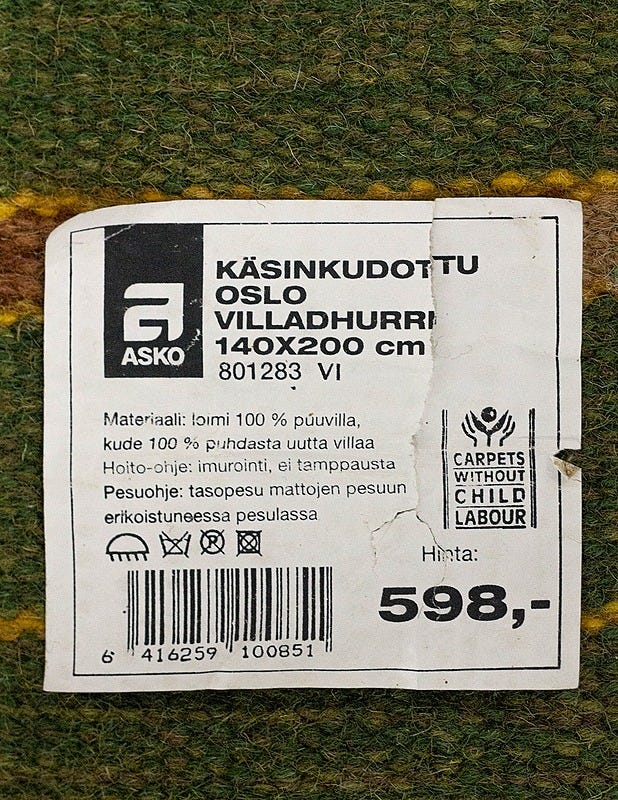 a
ASKO
KÄSINKUDOTTU
OSLO
VILLADHURRI
140X200 cm
801283 VI
Materiaali: loimi 100 % puuvilla,
kude 100 % puhdasta uutta villaa
Hoito-ohje: imurointi, ei tamppausta
Pesuohje: tasopesu mattojen pesuun
erikoistuneessa pesulassa
CARPETS
WITHOUT
CHILD
LABOUR
Hinta:
598,-
6 416259 100851